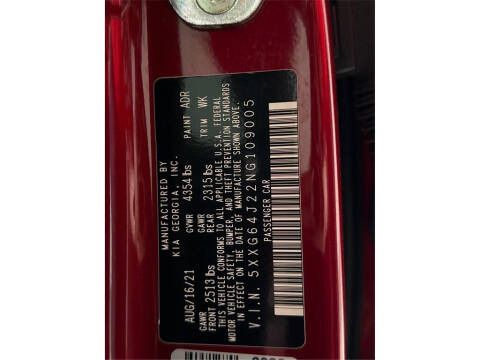 MANUFACTURED BY
KIA GEORGIA, INC.
PAINT ADR
AUG/16/21 GVWR 4354 lbs TRIM WK
GAWR FRONT 2513 lbs GAWR REAR 2315 lbs
THIS VEHICLE CONFORMS TO ALL APPLICABLE U.S.A. FEDERAL
MOTOR VEHICLE SAFETY, BUMPER, AND THEFT PREVENTION STANDARDS
IN EFFECT ON THE DATE OF MANUFACTURE SHOWN ABOVE.
V.I.N. 5XXG64J22NG109005
PASSENGER CAR